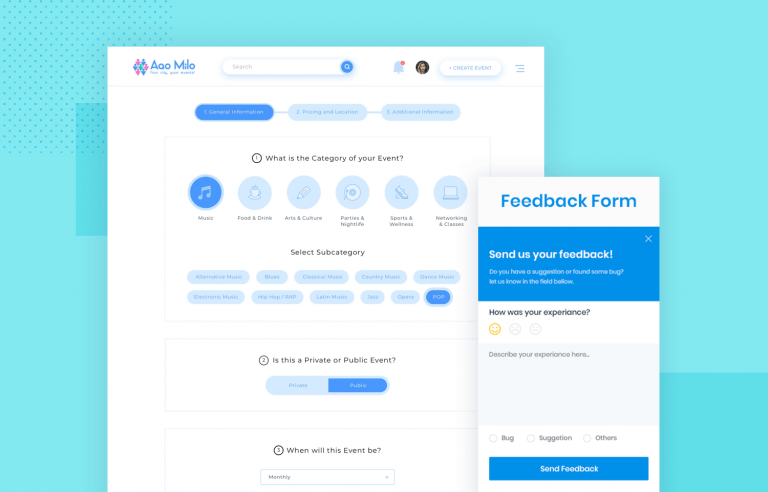 Aao Milo
Your city, your events!
Search
+ CREATE EVENT
1. General Information
2. Pricing and Location
3. Additional Information
1 What is the Category of your Event?
Music
Food & Drink
Arts & Culture
Parties &
Nightlife
Sports &
Wellness
Networking
& Classes
Select Subcategory
Alternative Music
Blues
Classical Music
Country Music
Dance Music
Electronic Music
Hip Hop / RNP
Latin Music
Jazz
Opera
POP
2 Is this a Private or Public Event?
Private
Public
3 When will this Event be?
Monthly
Feedback Form
Send us your feedback!
Do you have a suggestion or found some bug?
let us know in the field bellow.
How was your experiance?
Describe your experiance here...
Bug
Suggetion
Others
Send Feedback